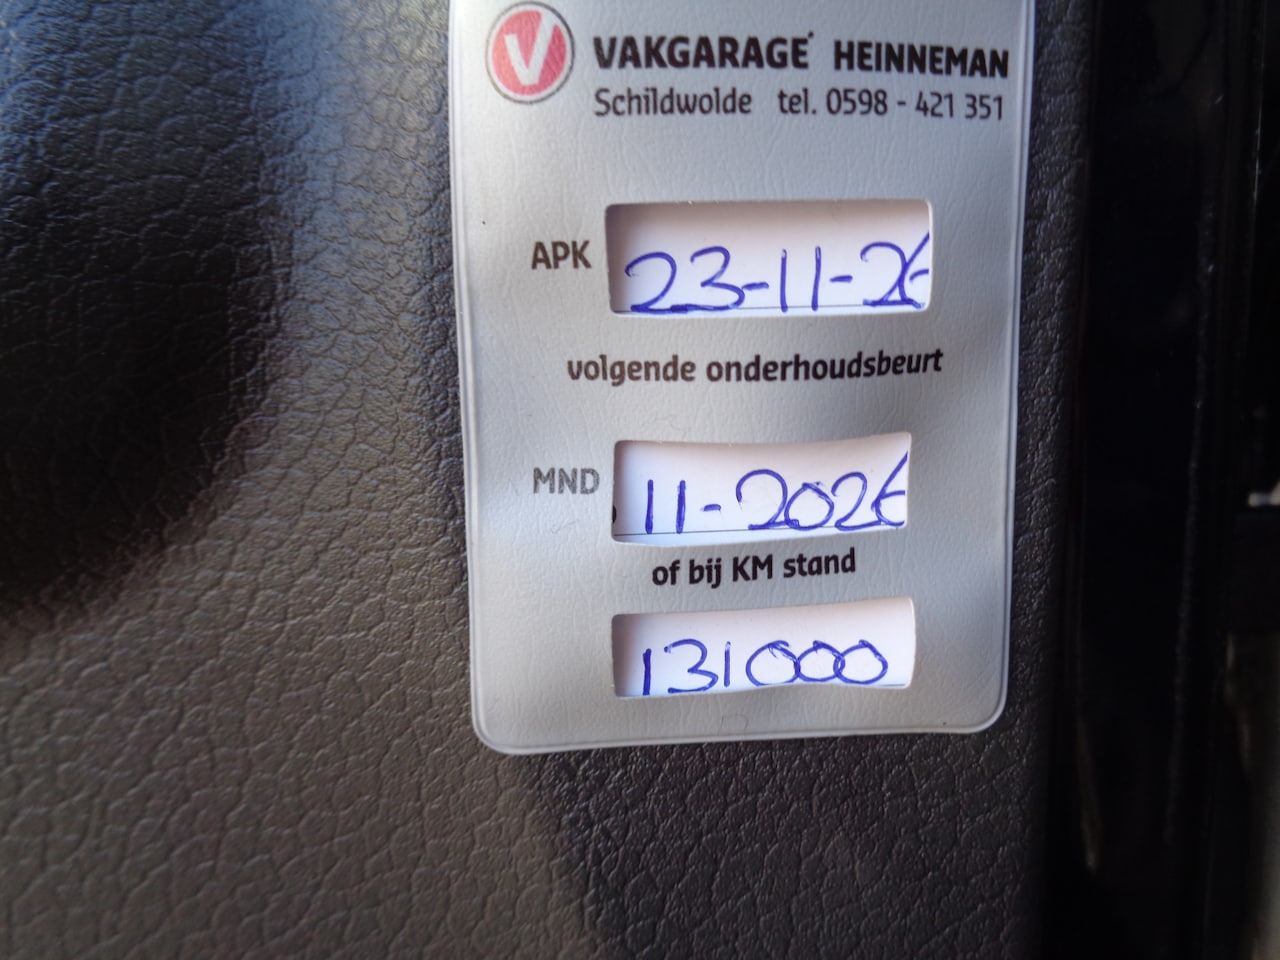 V VAKGARAGE HEINNEMAN
Schildwolde tel. 0598 - 421 351
APK 23-11-26
volgende onderhoudsbeurt
MND 11-2026
of bij KM stand
131000